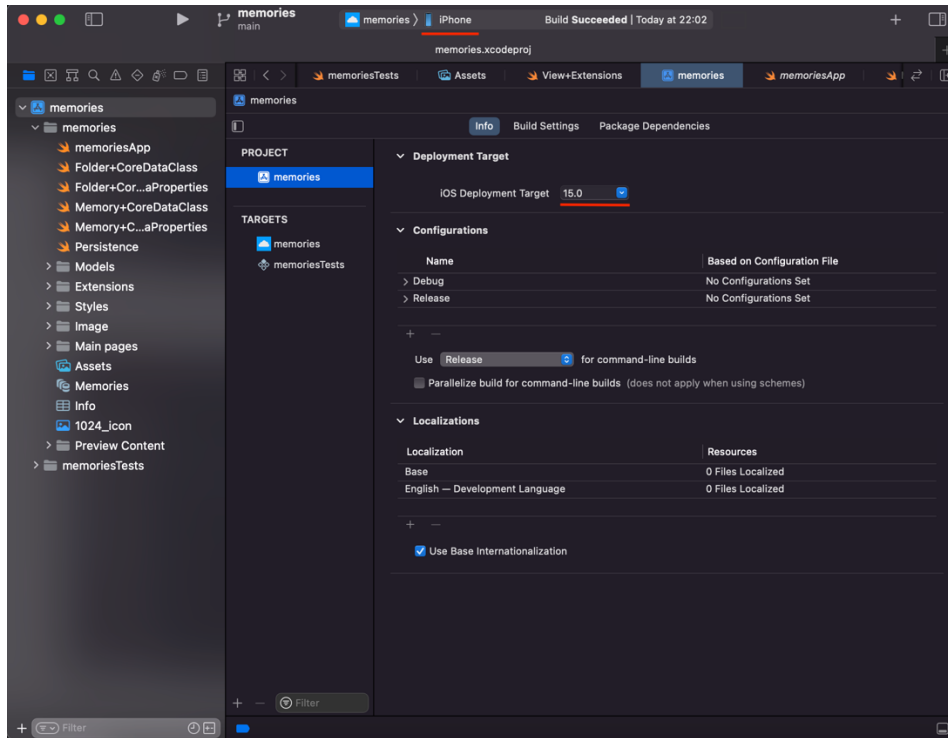 memories
main
memories 〉 iPhone
Build Succeeded | Today at 22:02
memories.xcodeproj
memoriesTests
Assets
View+Extensions
memories
memoriesApp
memories
Info
Build Settings
Package Dependencies
memories
memories
memoriesApp
Folder+CoreDataClass
Folder+Cor...aProperties
Memory+CoreDataClass
Memory+C...aProperties
Persistence
Models
Extensions
Styles
Image
Main pages
Assets
Memories
Info
1024_icon
Preview Content
memoriesTests
Filter
PROJECT
memories
TARGETS
memories
memoriesTests
Filter
Deployment Target
iOS Deployment Target 15.0
Configurations
Name Based on Configuration File
Debug No Configurations Set
Release No Configurations Set
Use Release for command-line builds
Parallelize build for command-line builds (does not apply when using schemes)
Localizations
Localization Resources
Base 0 Files Localized
English — Development Language 0 Files Localized
Use Base Internationalization